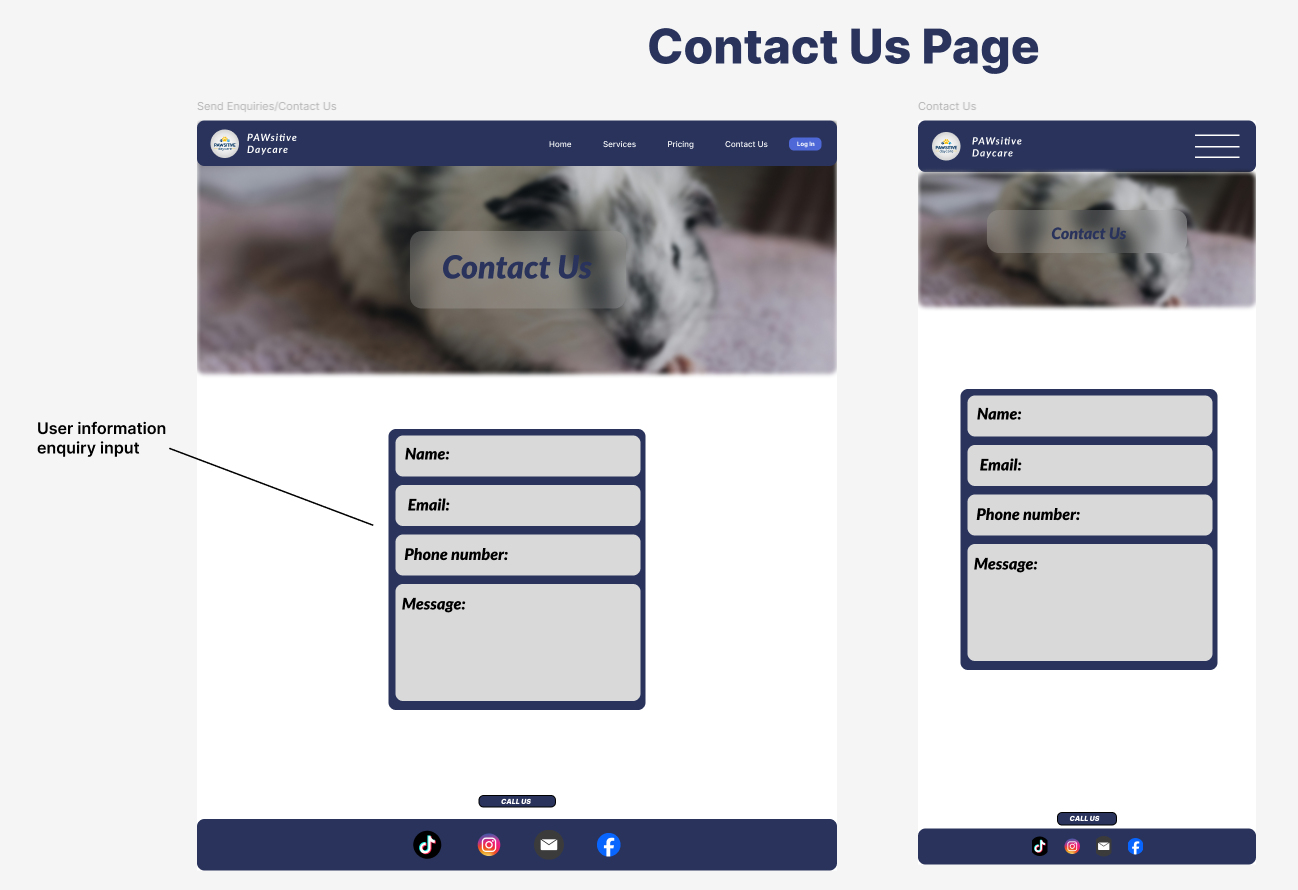 Contact Us Page
Send Enquiries/Contact Us
PAWSITIVE
daycare
PAWsitive
Daycare
Home
Services
Pricing
Contact Us
Log In
Contact Us
User information
enquiry input
Name:
Email:
Phone number:
Message:
CALL US
Contact Us
PAWSITIVE
daycare
PAWsitive
Daycare
Contact Us
Name:
Email:
Phone number:
Message:
CALL US